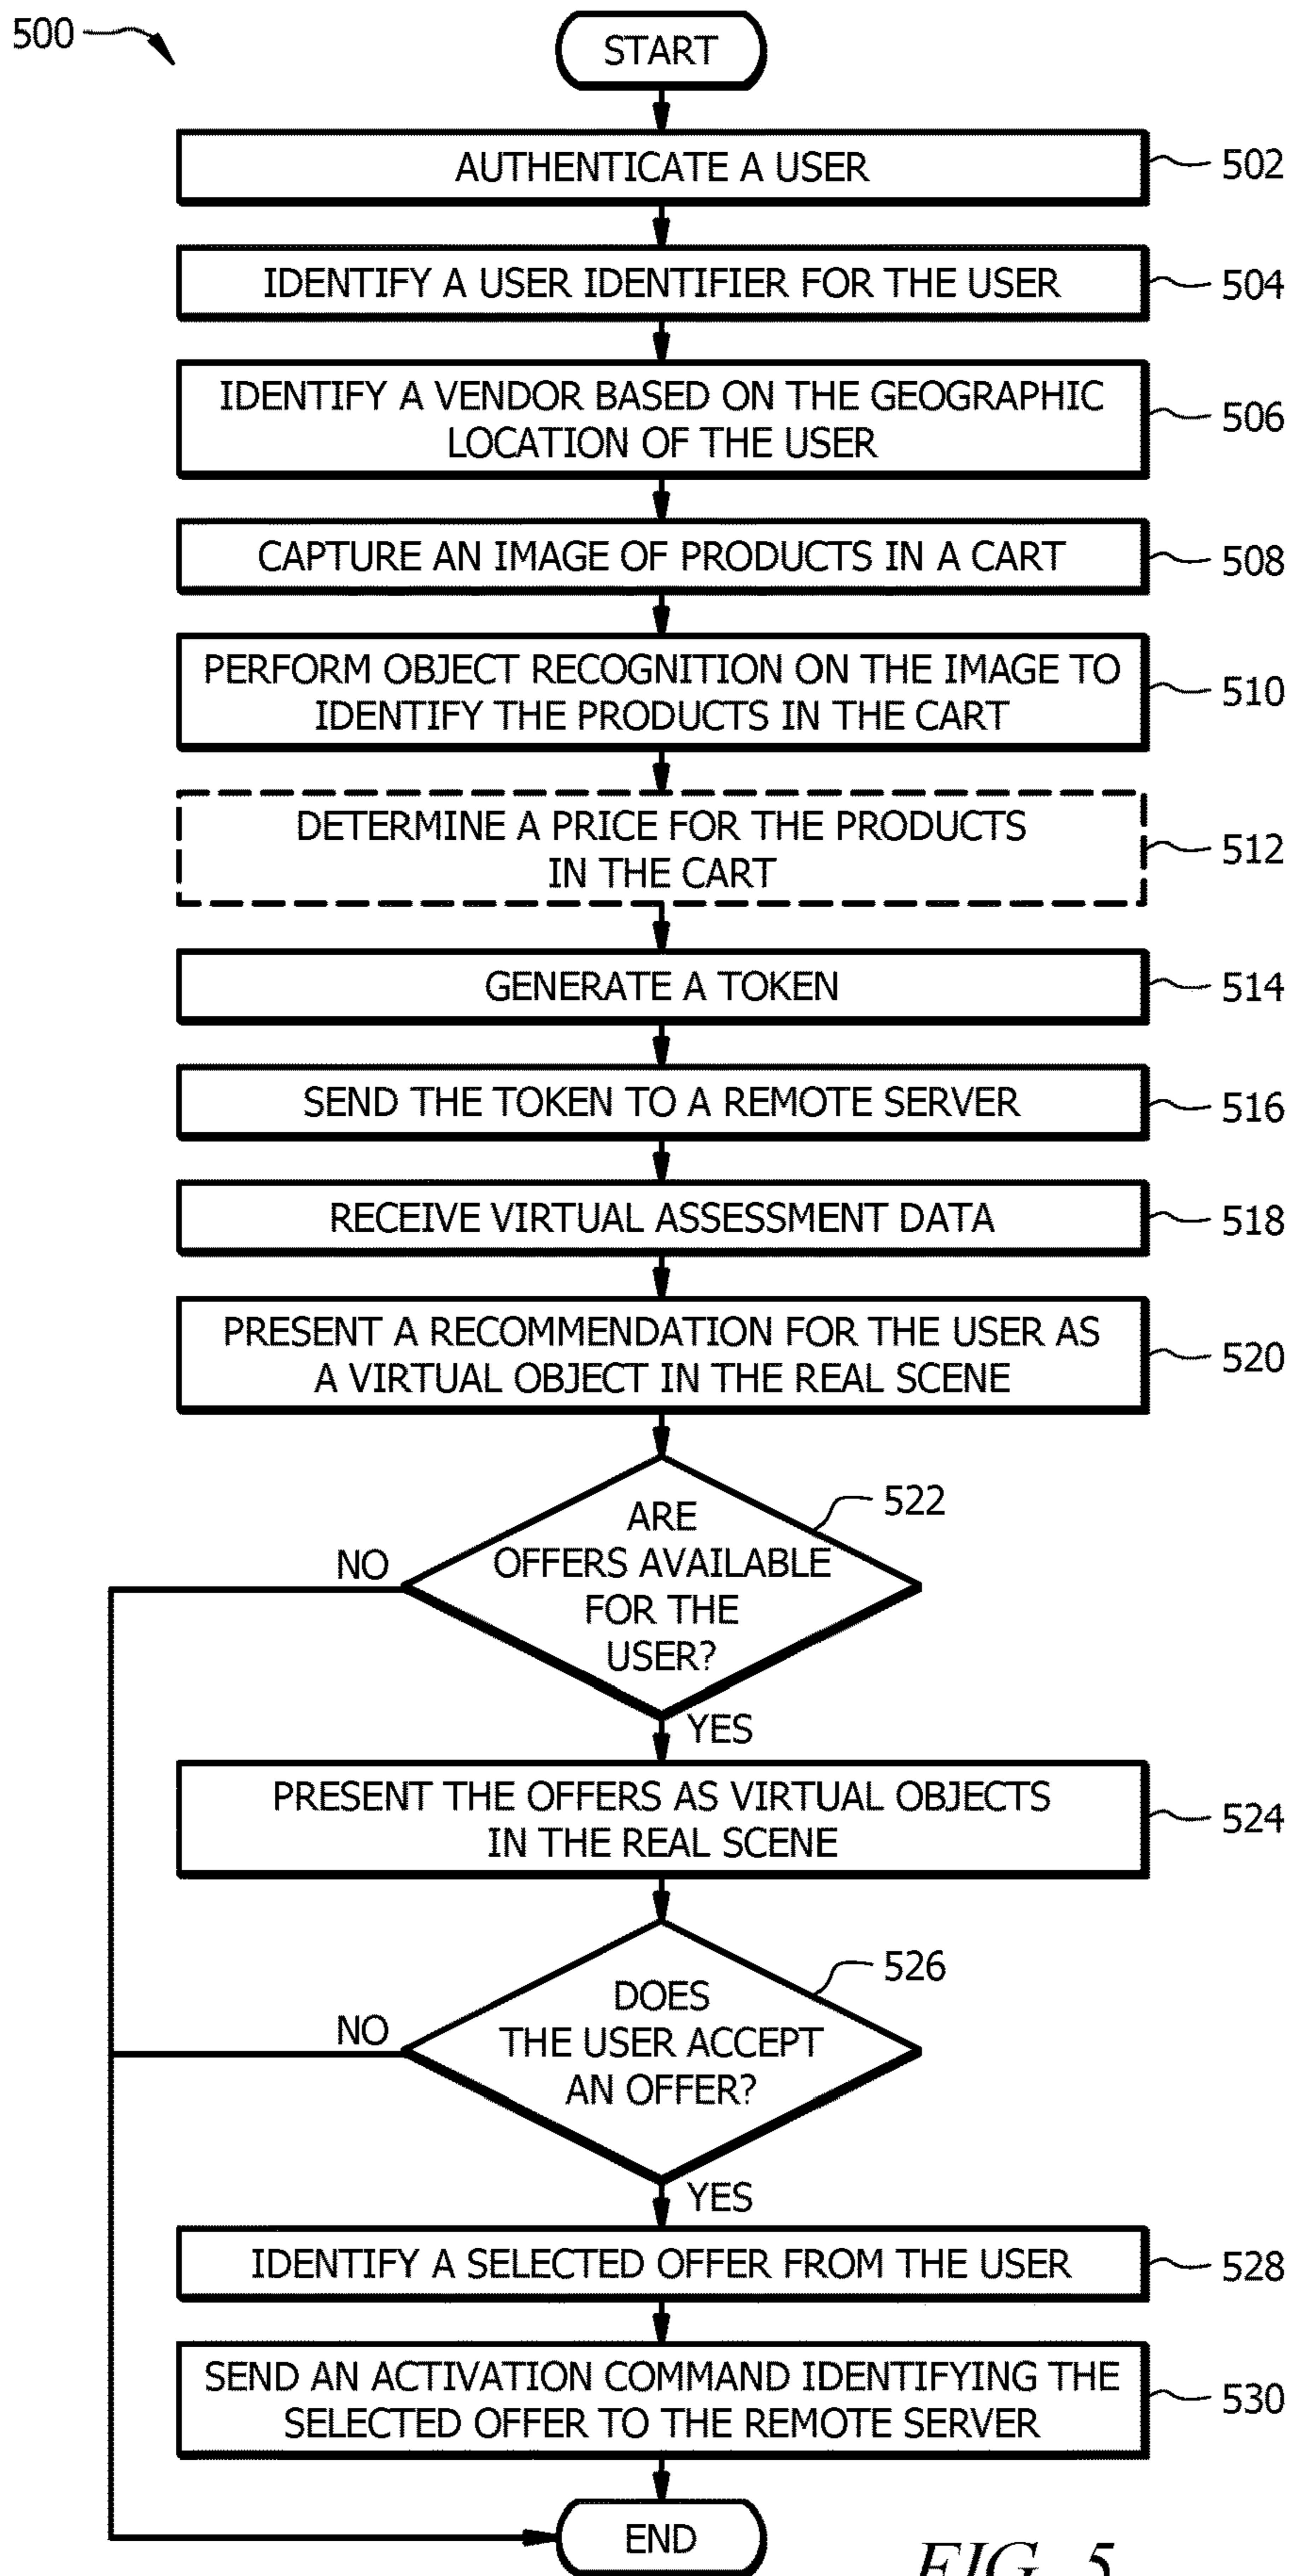 500
START
AUTHENTICATE A USER
502
IDENTIFY A USER IDENTIFIER FOR THE USER
504
IDENTIFY A VENDOR BASED ON THE GEOGRAPHIC
LOCATION OF THE USER
506
CAPTURE AN IMAGE OF PRODUCTS IN A CART
508
PERFORM OBJECT RECOGNITION ON THE IMAGE TO
IDENTIFY THE PRODUCTS IN THE CART
510
DETERMINE A PRICE FOR THE PRODUCTS
IN THE CART
512
GENERATE A TOKEN
514
SEND THE TOKEN TO A REMOTE SERVER
516
RECEIVE VIRTUAL ASSESSMENT DATA
518
PRESENT A RECOMMENDATION FOR THE USER AS
A VIRTUAL OBJECT IN THE REAL SCENE
520
ARE
OFFERS AVAILABLE
FOR THE
USER?
522
NO
YES
PRESENT THE OFFERS AS VIRTUAL OBJECTS
IN THE REAL SCENE
524
DOES
THE USER ACCEPT
AN OFFER?
526
NO
YES
IDENTIFY A SELECTED OFFER FROM THE USER
528
SEND AN ACTIVATION COMMAND IDENTIFYING THE
SELECTED OFFER TO THE REMOTE SERVER
530
END
FIG. 5